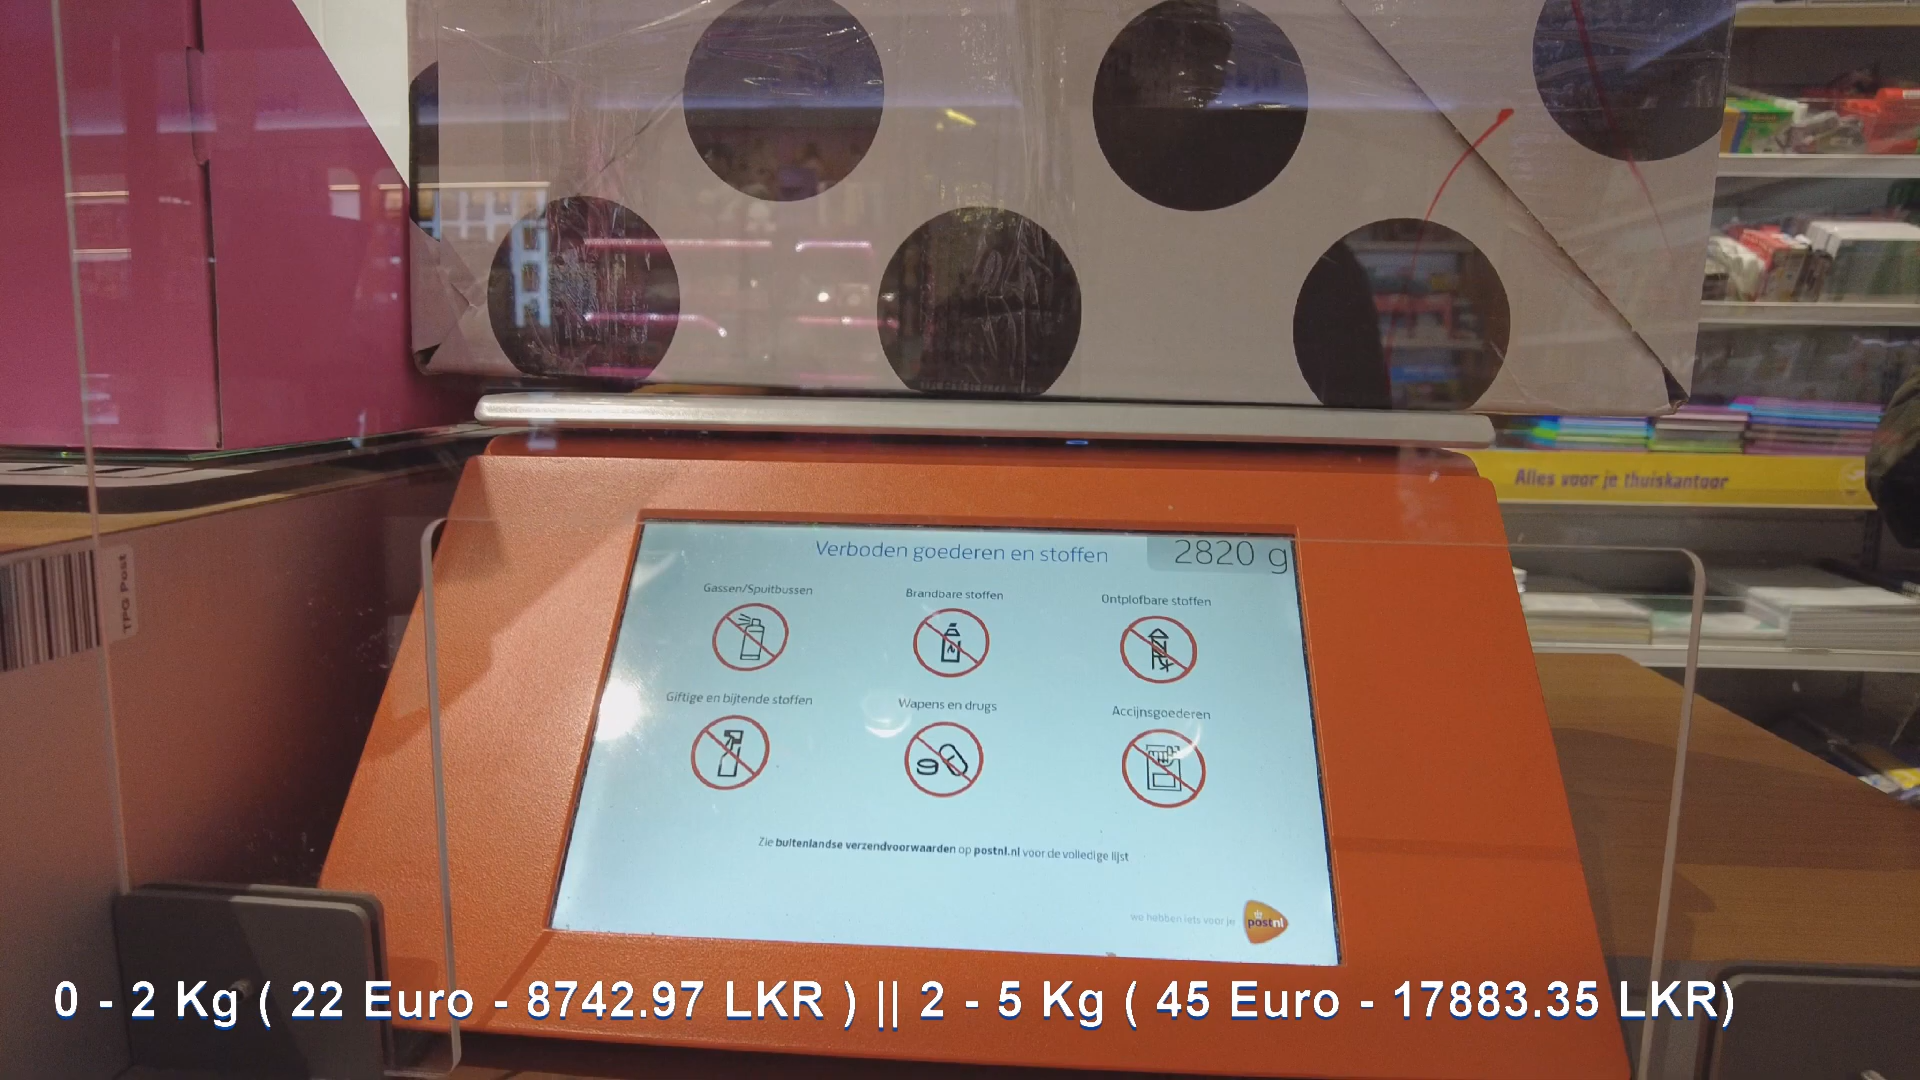 Alles voor je thuiskantoor
TPG Post
Verboden goederen en stoffen
2820 g
Gassen/Spuitbussen
Brandbare stoffen
Ontplofbare stoffen
Giftige en bijtende stoffen
Wapens en drugs
Accijnsgoederen
Zie buitenlandse verzendvoorwaarden op postnl.nl voor de volledige lijst
we hebben iets voor je
postnl
0 - 2 Kg ( 22 Euro - 8742.97 LKR ) || 2 - 5 Kg ( 45 Euro - 17883.35 LKR)